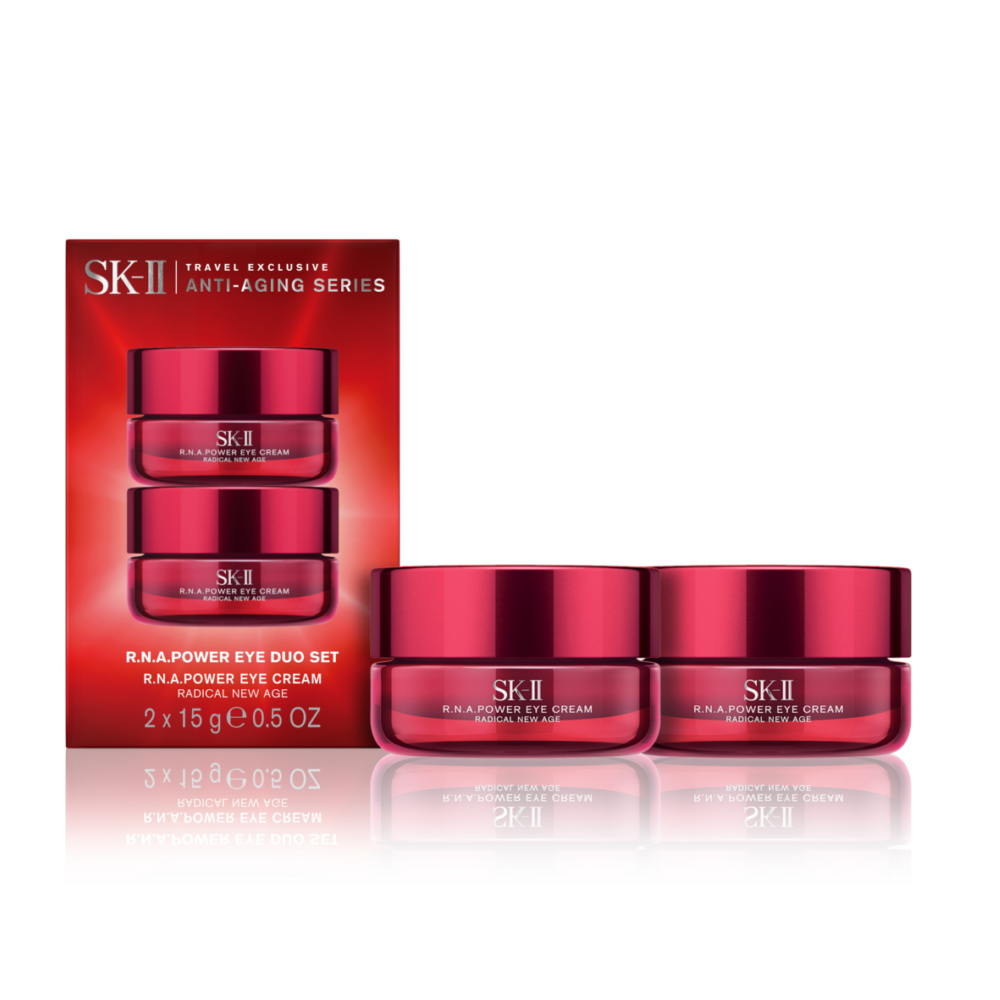 SK-II
TRAVEL EXCLUSIVE
ANTI-AGING SERIES
SK-II
R.N.A.POWER EYE CREAM
RADICAL NEW AGE
SK-II
R.N.A.POWER EYE CREAM
RADICAL NEW AGE
R.N.A.POWER EYE DUO SET
R.N.A.POWER EYE CREAM
RADICAL NEW AGE
2 x 15 g ℮ 0.5 OZ
SK-II
R.N.A.POWER EYE CREAM
RADICAL NEW AGE
SK-II
R.N.A.POWER EYE CREAM
RADICAL NEW AGE